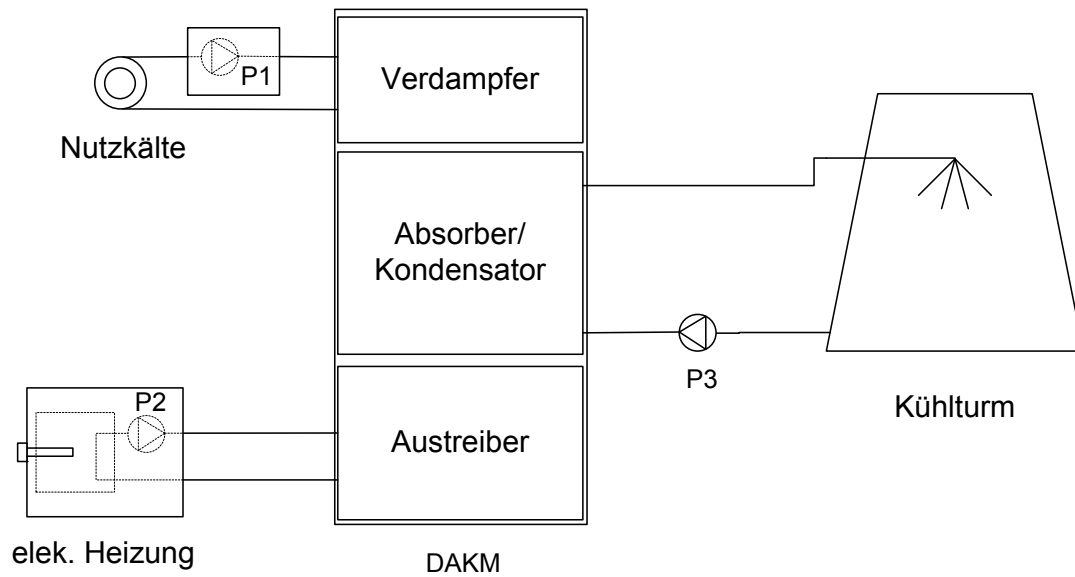 Verdampfer
P1
Nutzkälte
Absorber/
Kondensator
P3
Kühlturm
P2
Austreiber
elek. Heizung
DAKM